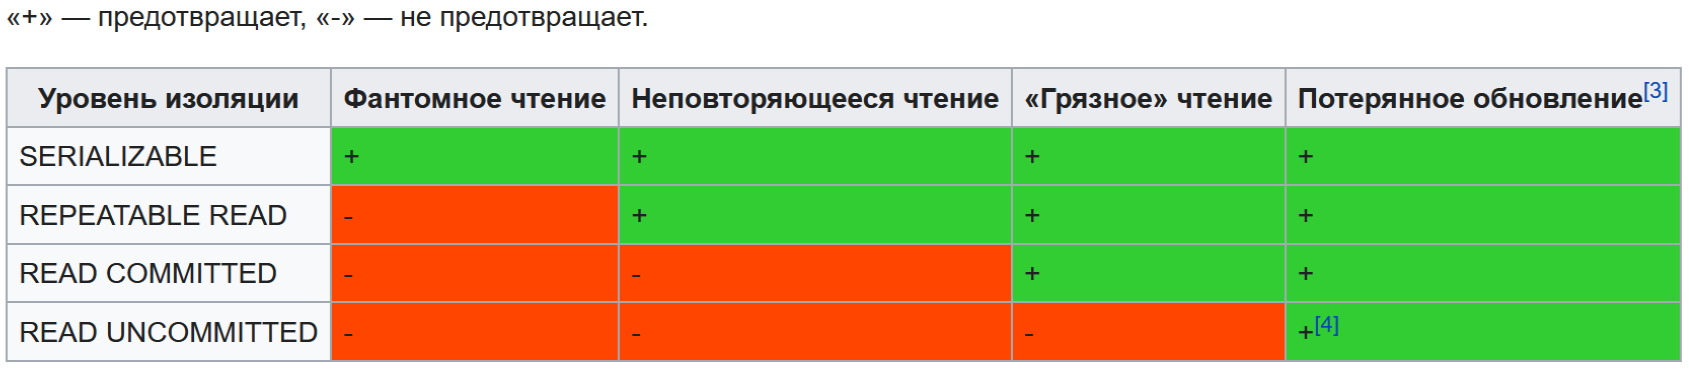 «+» — предотвращает, «-» — не предотвращает.
Уровень изоляции Фантомное чтение Неповторяющееся чтение «Грязное» чтение Потерянное обновление[3]
SERIALIZABLE + + + +
REPEATABLE READ - + + +
READ COMMITTED - - + +
READ UNCOMMITTED - - - +[4]